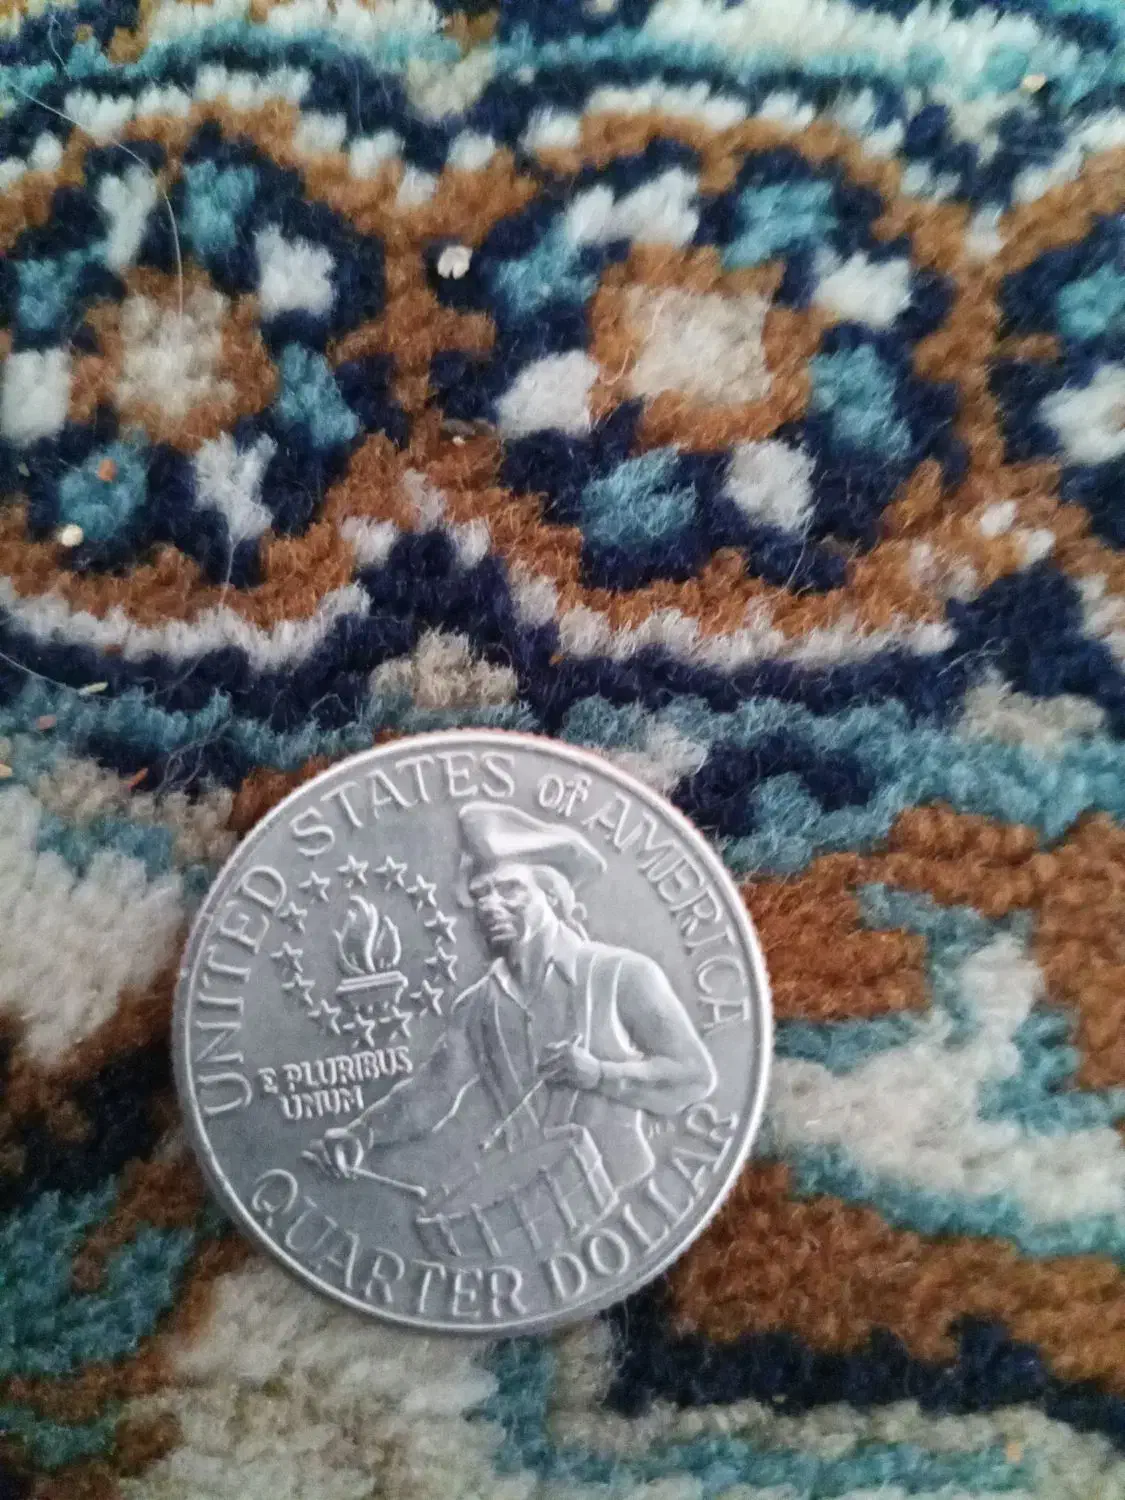 UNITED STATES OF AMERICA
E PLURIBUS
UNUM
QUARTER DOLLAR